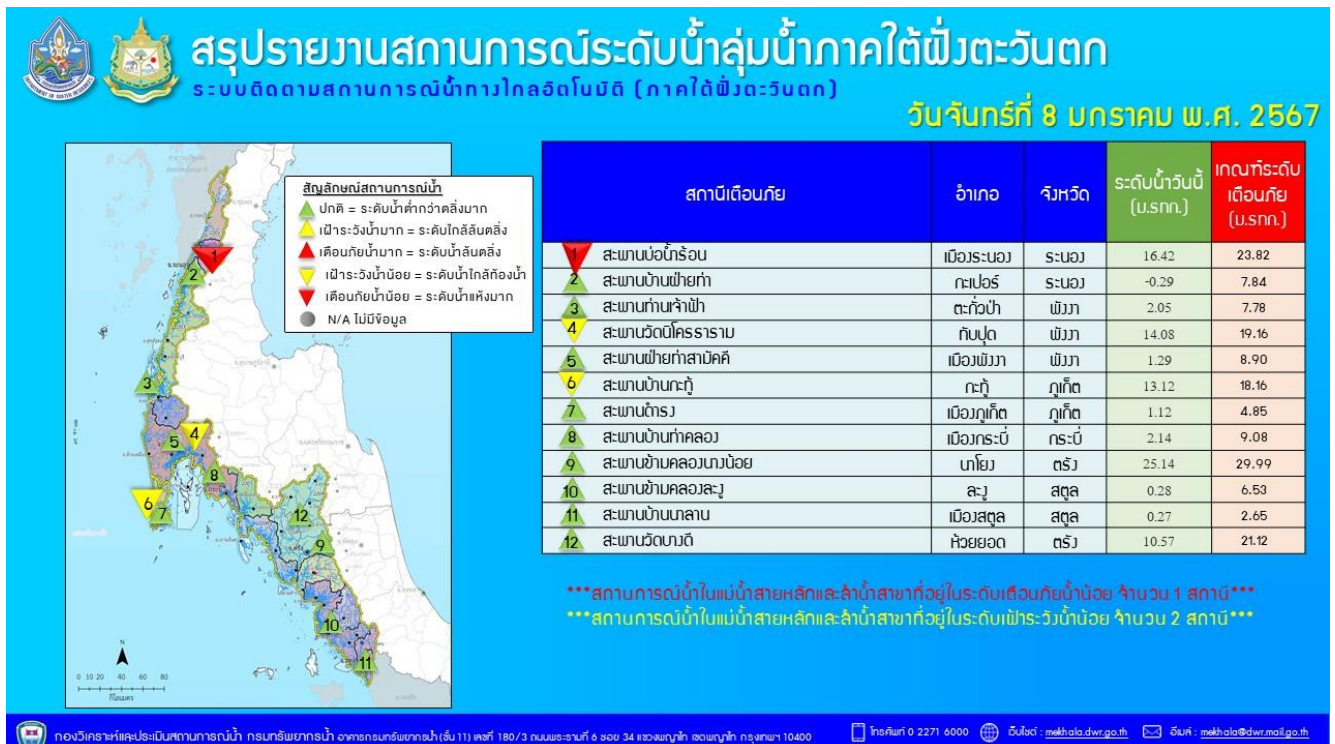 สรุปรายงานสถานการณ์ระดับน้ำลุ่มน้ำภาคใต้ฝั่งตะวันตก
ระบบติดตามสถานการณ์น้ำทางไกลอัตโนมัติ (ภาคใต้ฝั่งตะวันตก)
วันจันทร์ที่ 8 มกราคม พ.ศ. 2567
สัญลักษณ์สถานการณ์น้ำ
ปกติ = ระดับน้ำต่ำกว่าตลิ่งมาก
เฝ้าระวังน้ำมาก = ระดับใกล้ล้นตลิ่ง
เตือนภัยน้ำมาก = ระดับน้ำล้นตลิ่ง
เฝ้าระวังน้ำน้อย = ระดับน้ำใกล้ท้องน้ำ
เตือนภัยน้ำน้อย = ระดับน้ำแห้งมาก
N/A ไม่มีข้อมูล
1
2
3
4
5
6
7
8
12
9
10
11
N
0 10 20 40 60 80
กิโลเมตร
สถานีเตือนภัย อำเภอ จังหวัด ระดับน้ำวันนี้ (ม.รทก.) เกณฑ์ระดับเตือนภัย (ม.รทก.)
1 สะพานบ่อน้ำร้อน เมืองระนอง ระนอง 16.42 23.82
2 สะพานบ้านฝ่ายท่า กะเปอร์ ระนอง -0.29 7.84
3 สะพานท่านเจ้าฟ้า ตะกั่วป่า พังงา 2.05 7.78
4 สะพานวัดนิโครธาราม ทับปุด พังงา 14.08 19.16
5 สะพานฝ่ายท่าสามัคคี เมืองพังงา พังงา 1.29 8.90
6 สะพานบ้านกะทู้ กะทู้ ภูเก็ต 13.12 18.16
7 สะพานดำรง เมืองภูเก็ต ภูเก็ต 1.12 4.85
8 สะพานบ้านท่าคลอง เมืองกระบี่ กระบี่ 2.14 9.08
9 สะพานข้ามคลองนางน้อย นาโยง ตรัง 25.14 29.99
10 สะพานข้ามคลองละงู ละงู สตูล 0.28 6.53
11 สะพานบ้านนาลาน เมืองสตูล สตูล 0.27 2.65
12 สะพานวัดบางดี ห้วยยอด ตรัง 10.57 21.12
***สถานการณ์น้ำในแม่น้ำสายหลักและลำน้ำสาขาที่อยู่ในระดับเตือนภัยน้ำน้อย จำนวน 1 สถานี***
***สถานการณ์น้ำในแม่น้ำสายหลักและลำน้ำสาขาที่อยู่ในระดับเฝ้าระวังน้ำน้อย จำนวน 2 สถานี***
กองวิเคราะห์และประเมินสถานการณ์น้ำ กรมทรัพยากรน้ำ อาคารกรมทรัพยากรน้ำ (ชั้น 11) เลขที่ 180/3 ถนนพระรามที่ 6 ซอย 34 แขวงพญาไท เขตพญาไท กรุงเทพฯ 10400 โทรศัพท์ 0 2271 6000 เว็บไซต์ : mekhala.dwr.go.th อีเมล์ : mekhala@dwr.mail.go.th